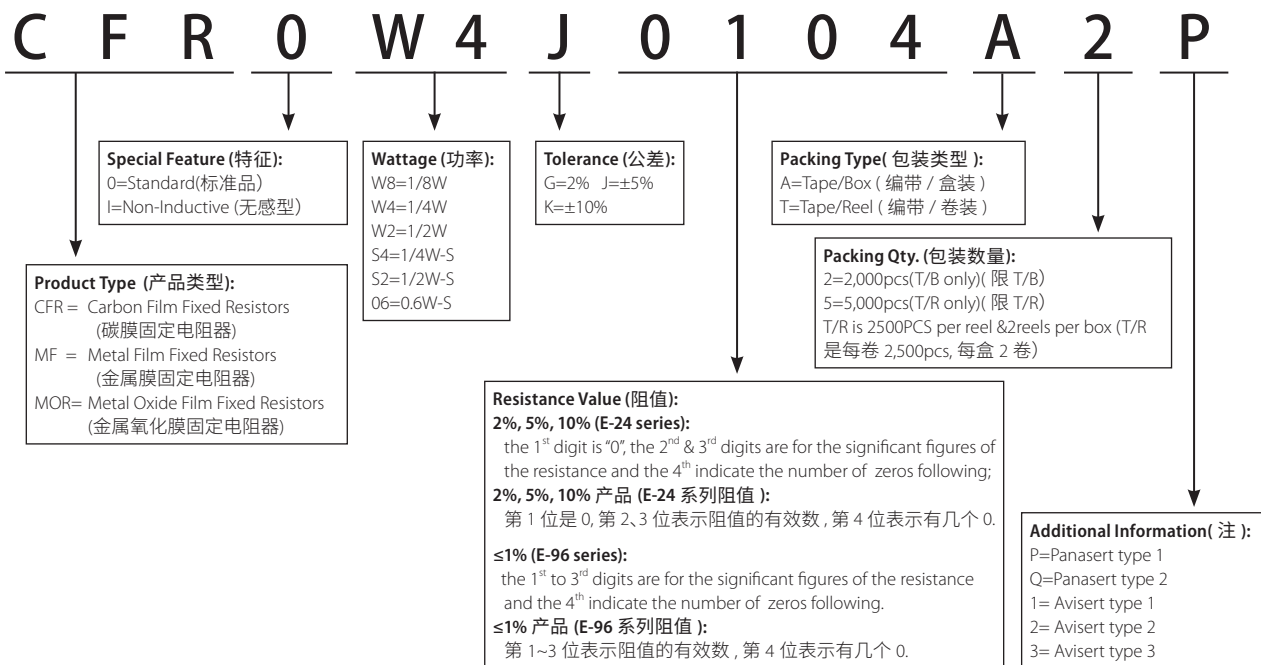 C F R 0 W 4 J 0 1 0 4 A 2 P
Special Feature (特征):
0=Standard(标准品)
I=Non-Inductive (无感型)
Wattage (功率):
W8=1/8W
W4=1/4W
W2=1/2W
S4=1/4W-S
S2=1/2W-S
06=0.6W-S
Tolerance (公差):
G=2% J=±5%
K=±10%
Packing Type( 包装类型 ):
A=Tape/Box ( 编带 / 盒装 )
T=Tape/Reel ( 编带 / 卷装 )
Packing Qty. (包装数量):
2=2,000pcs(T/B only)( 限 T/B)
5=5,000pcs(T/R only)( 限 T/R)
T/R is 2500PCS per reel &2reels per box (T/R
是每卷 2,500pcs, 每盒 2 卷)
Product Type (产品类型):
CFR = Carbon Film Fixed Resistors
(碳膜固定电阻器)
MF = Metal Film Fixed Resistors
(金属膜固定电阻器)
MOR= Metal Oxide Film Fixed Resistors
(金属氧化膜固定电阻器)
Resistance Value (阻值):
2%, 5%, 10% (E-24 series):
the 1st digit is "0", the 2nd & 3rd digits are for the significant figures of
the resistance and the 4th indicate the number of zeros following;
2%, 5%, 10% 产品 (E-24 系列阻值 ):
第 1 位是 0, 第 2、3 位表示阻值的有效数 , 第 4 位表示有几个 0.
≤1% (E-96 series):
the 1st to 3rd digits are for the significant figures of the resistance
and the 4th indicate the number of zeros following.
≤1% 产品 (E-96 系列阻值 ):
第 1~3 位表示阻值的有效数 , 第 4 位表示有几个 0.
Additional Information( 注 ):
P=Panasert type 1
Q=Panasert type 2
1= Avisert type 1
2= Avisert type 2
3= Avisert type 3